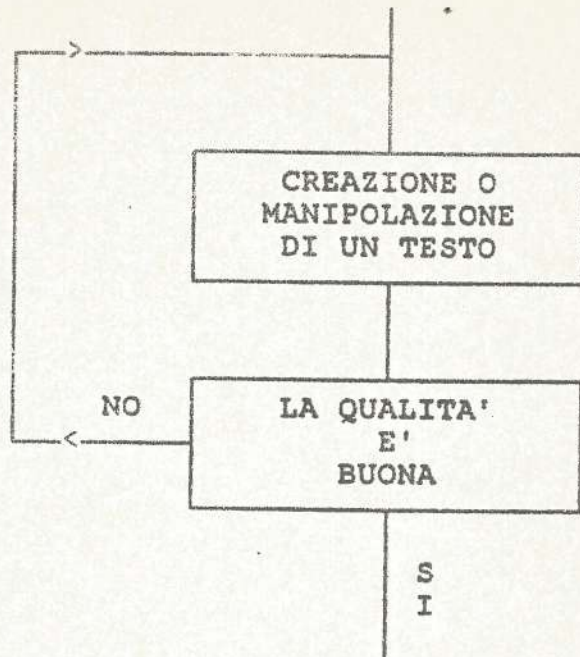 CREAZIONE O
MANIPOLAZIONE
DI UN TESTO
NO
LA QUALITA'
E'
BUONA
S
I